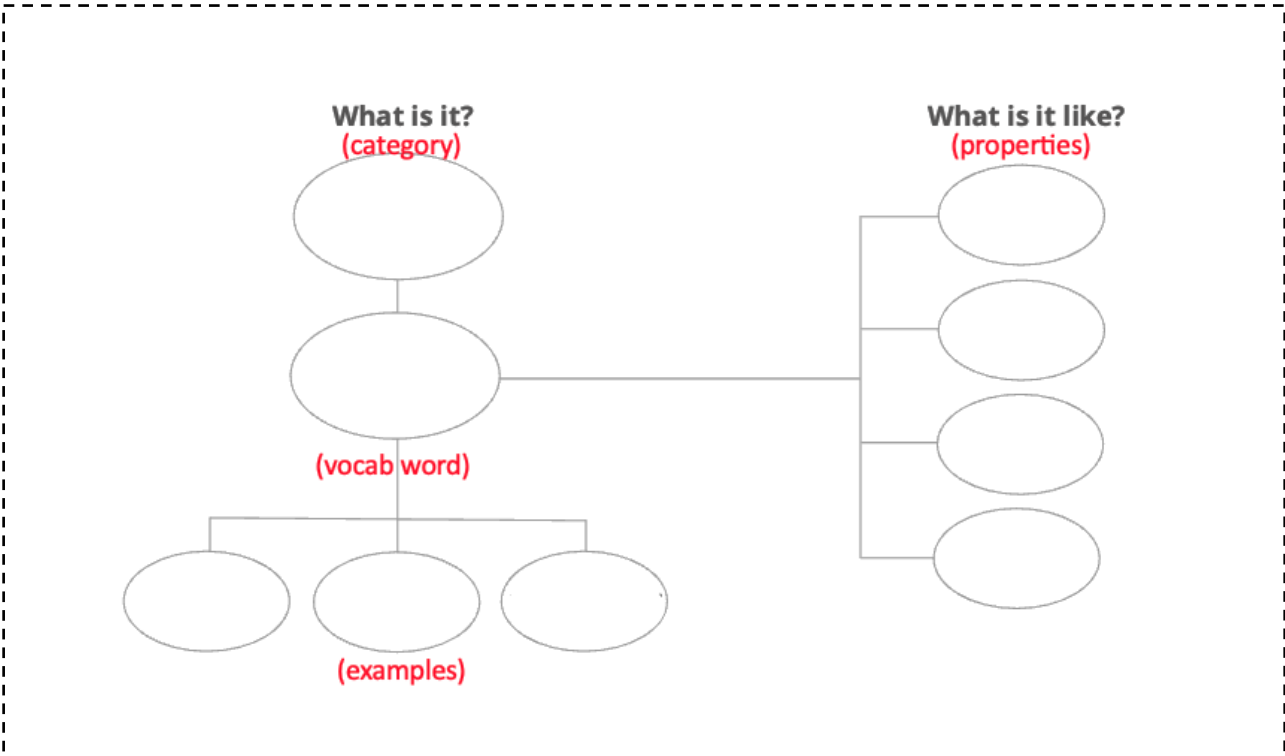 What is it?
(category)
What is it like?
(properties)
(vocab word)
(examples)